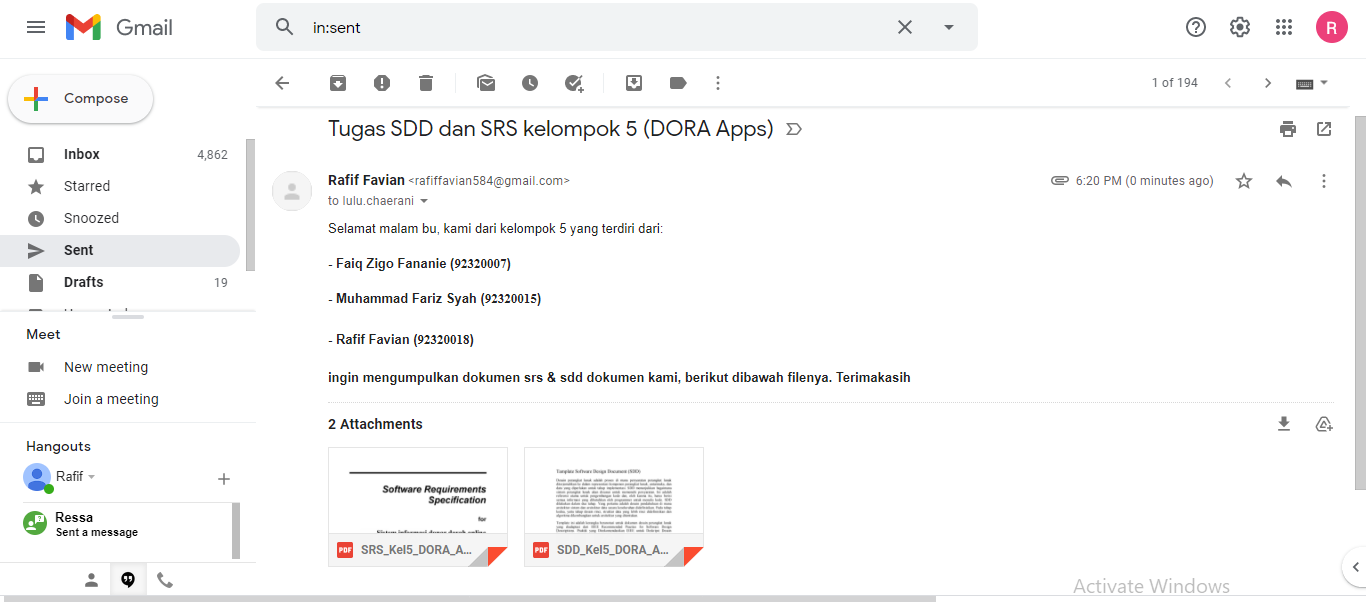 Gmail
in:sent
R
Compose
1 of 194
Inbox 4,862
Starred
Snoozed
Sent
Drafts 19
Meet
New meeting
Join a meeting
Hangouts
Rafif
Ressa
Sent a message
Tugas SDD dan SRS kelompok 5 (DORA Apps)
Rafif Favian <rafiffavian584@gmail.com>
6:20 PM (0 minutes ago)
to lulu.chaerani
Selamat malam bu, kami dari kelompok 5 yang terdiri dari:
- Faiq Zigo Fananie (92320007)
- Muhammad Fariz Syah (92320015)
- Rafif Favian (92320018)
ingin mengumpulkan dokumen srs & sdd dokumen kami, berikut dibawah filenya. Terimakasih
2 Attachments
Software Requirements
Specification
for
PDF SRS_Kel5_DORA_A...
Template Software Design Document (SDD)
PDF SDD_Kel5_DORA_A...
Activate Windows